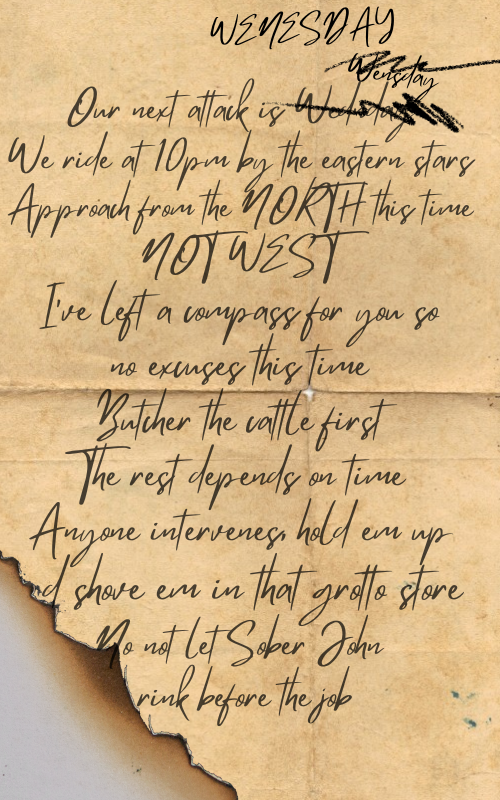 WENESDAY
Wensday
Our next attack is Wedsday
We ride at 10pm by the eastern stars
Approach from the NORTH this time
NOT WEST
I've left a compass for you so
no excuses this time
Butcher the cattle first
The rest depends on time
Anyone intervenes, hold em up
d shove em in that grotto store
Do not let Sober John
rink before the job